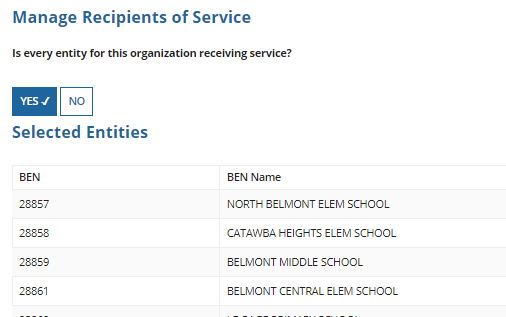 Manage Recipients of Service
Is every entity for this organization receiving service?
YES ✓ NO
Selected Entities
BEN BEN Name
28857 NORTH BELMONT ELEM SCHOOL
28858 CATAWBA HEIGHTS ELEM SCHOOL
28859 BELMONT MIDDLE SCHOOL
28861 BELMONT CENTRAL ELEM SCHOOL